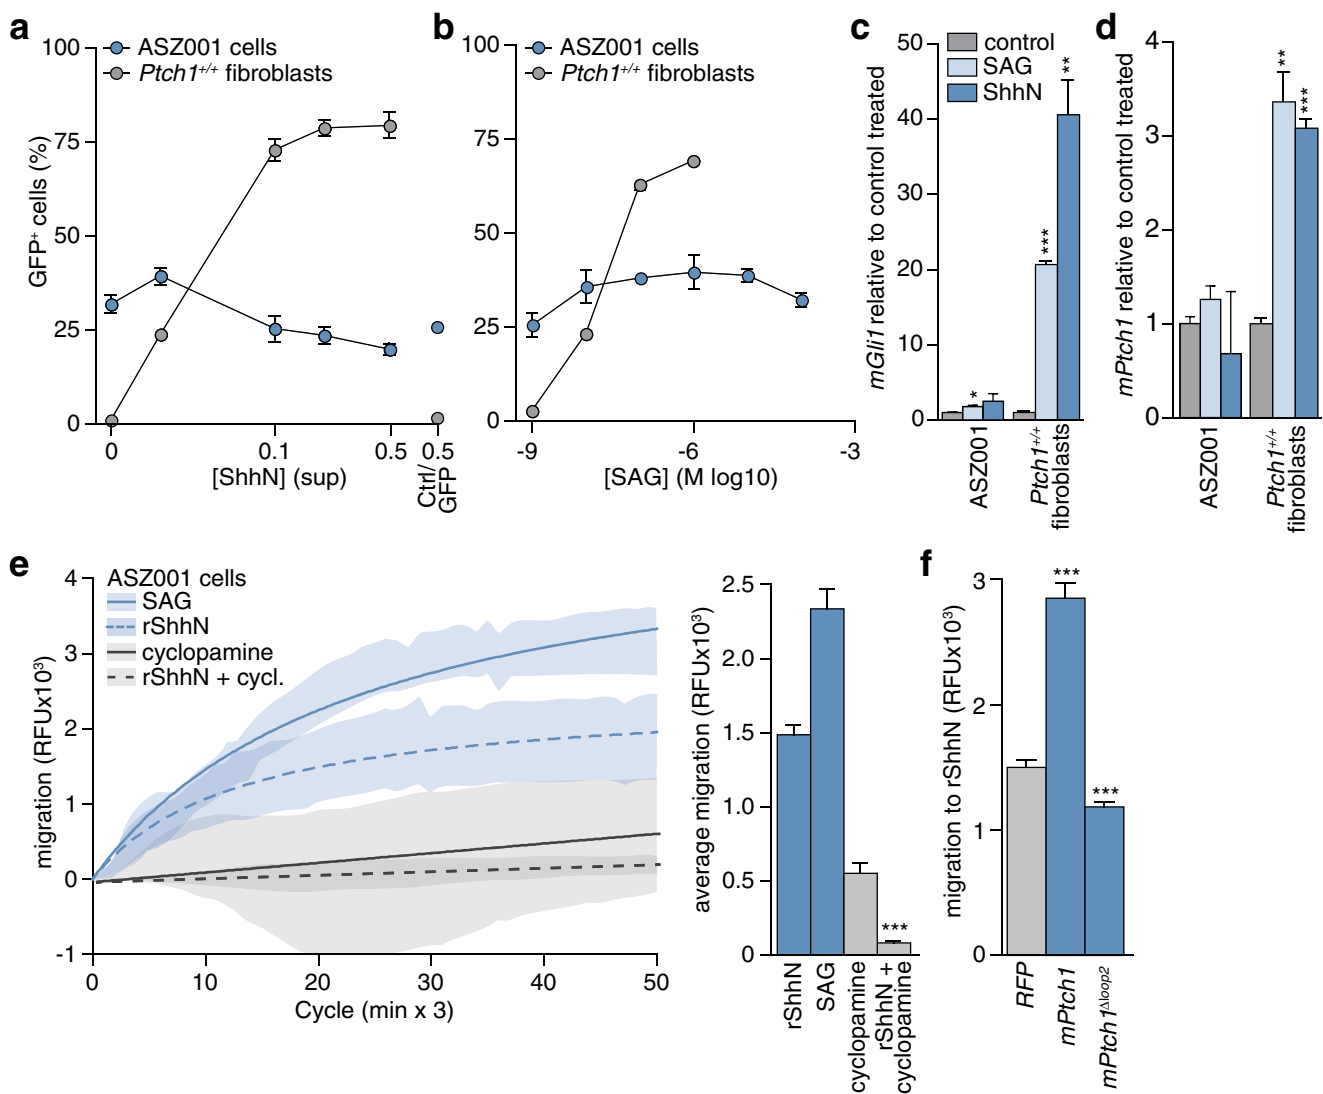 a
100
75
50
25
0
GFP⁺ cells (%)
ASZ001 cells
Ptch1⁺/⁺ fibroblasts
0
0.1
0.5
0.5
[ShhN] (sup)
Ctrl/
GFP
b
100
75
50
25
0
ASZ001 cells
Ptch1⁺/⁺ fibroblasts
-9
-6
-3
[SAG] (M log10)
c
50
40
30
20
10
0
mGli1 relative to control treated
control
SAG
ShhN
*
***
**
ASZ001
Ptch1⁺/⁺
fibroblasts
d
4
3
2
1
0
mPtch1 relative to control treated
**
***
ASZ001
Ptch1⁺/⁺
fibroblasts
e
4
3
2
1
0
-1
migration (RFUx10³)
ASZ001 cells
SAG
rShhN
cyclopamine
rShhN + cycl.
0
10
20
30
40
50
Cycle (min x 3)
2.5
2.0
1.5
1.0
0.5
0
average migration (RFUx10³)
***
rShhN
SAG
cyclopamine
rShhN +
cyclopamine
f
3
2
1
0
migration to rShhN (RFUx10³)
***
***
RFP
mPtch1
mPtch1Δloop2